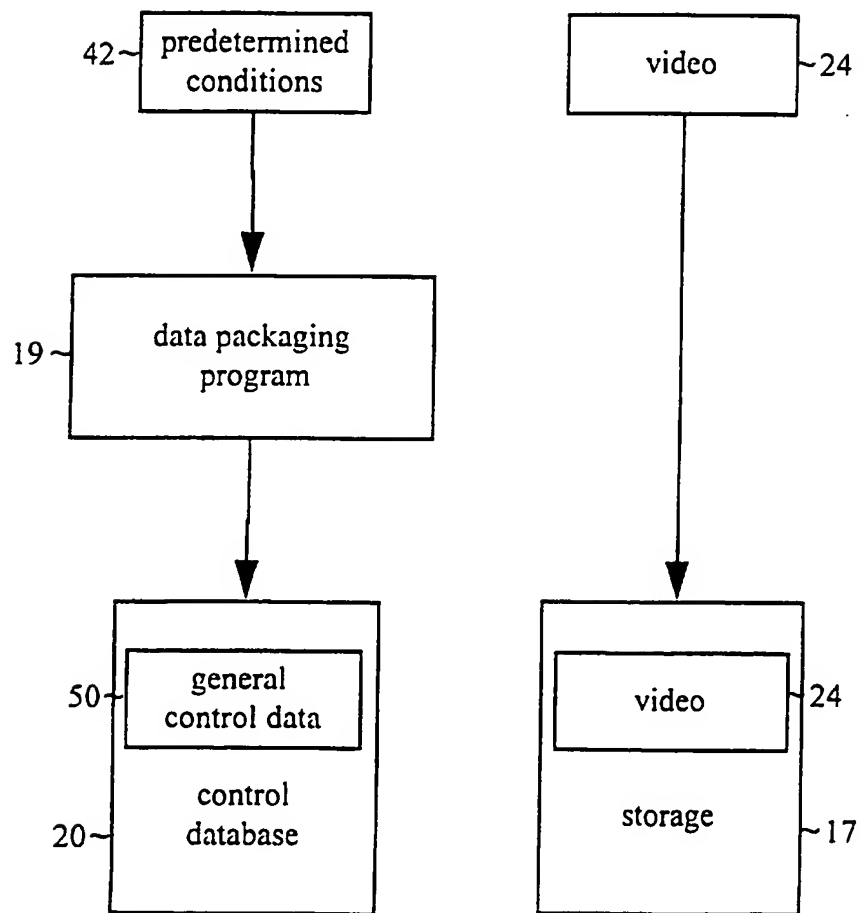 42
predetermined
conditions
video
24
19
data packaging
program
50
general
control data
video
24
20
control
database
storage
17